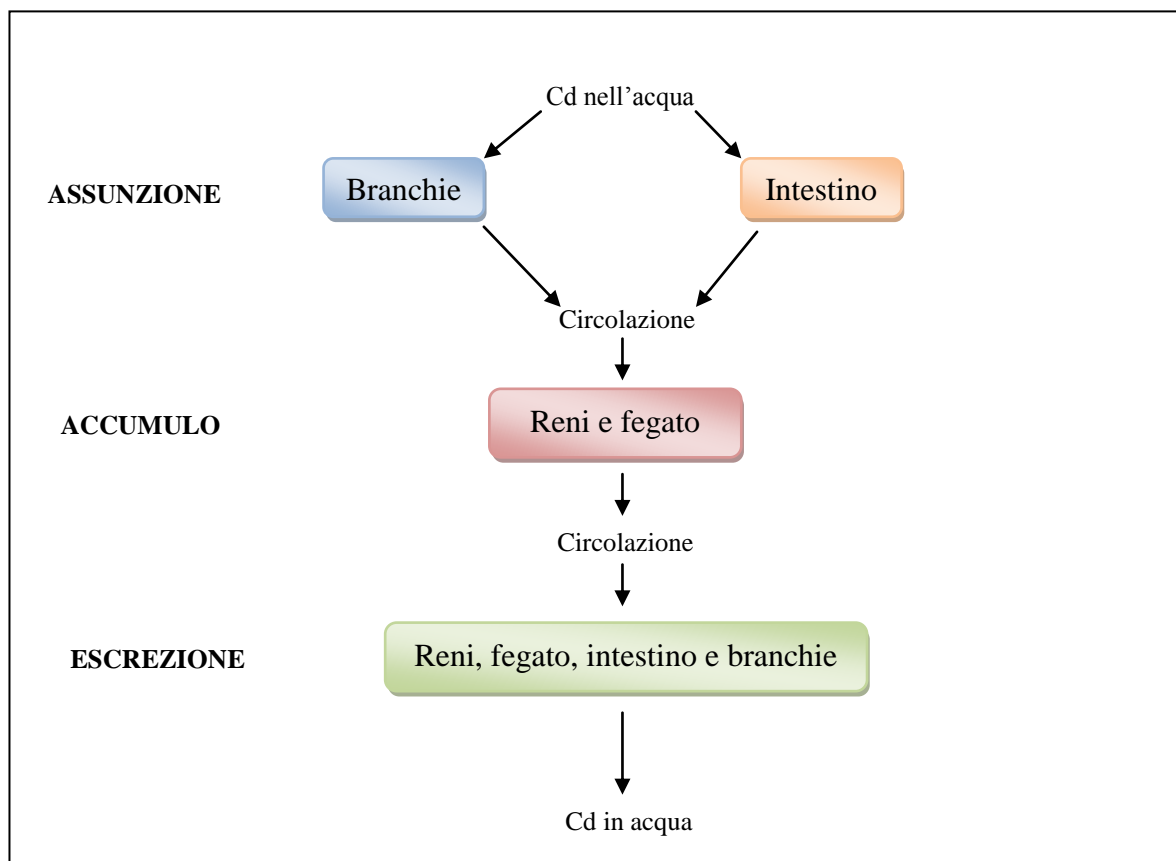 Cd nell’acqua
ASSUNZIONE
Branchie
Intestino
Circolazione
ACCUMULO
Reni e fegato
Circolazione
ESCREZIONE
Reni, fegato, intestino e branchie
Cd in acqua